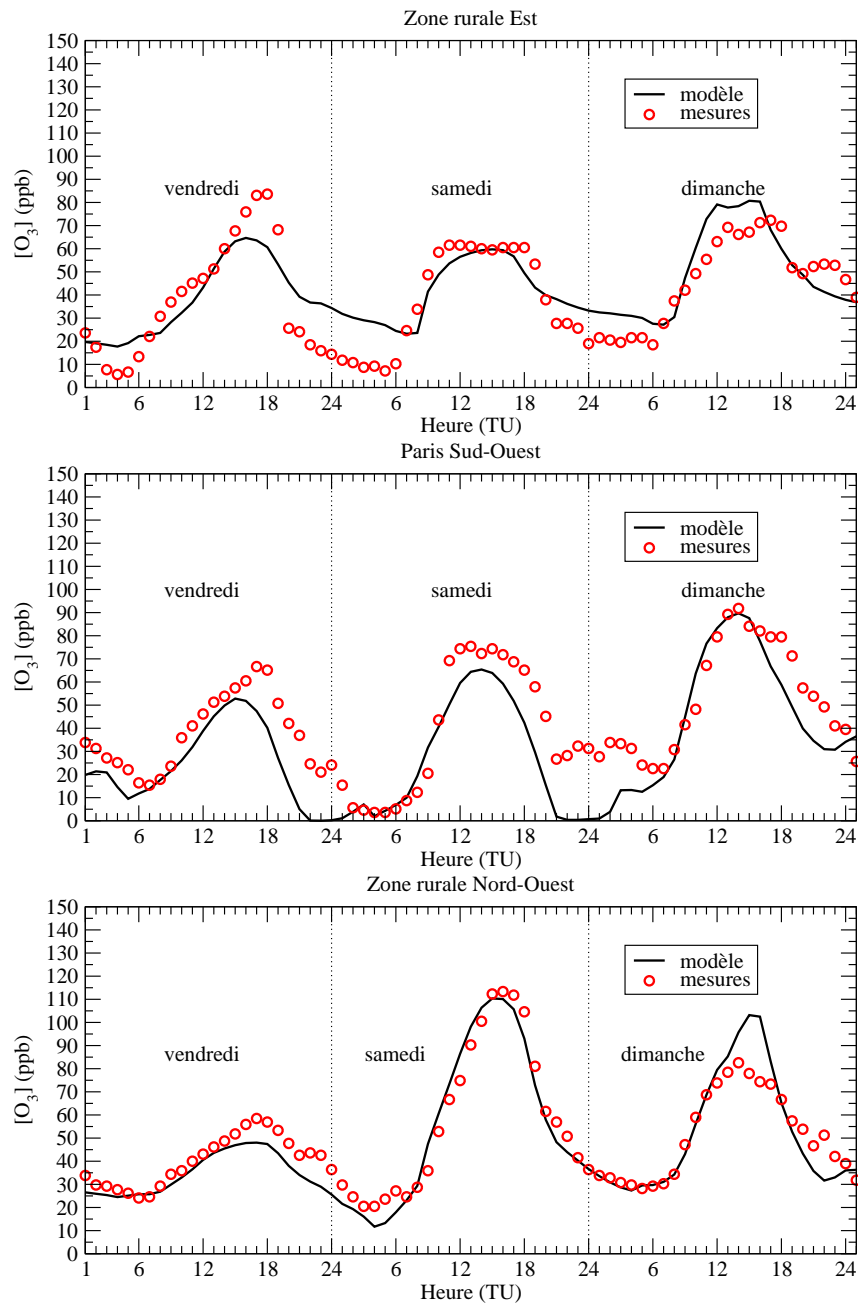 Zone rurale Est
150
140
130
120
110
100
90
80
70
60
50
40
30
20
10
0
[O₃] (ppb)
modèle
mesures
vendredi
samedi
dimanche
1 6 12 18 24 6 12 18 24 6 12 18 24
Heure (TU)
Paris Sud-Ouest
150
140
130
120
110
100
90
80
70
60
50
40
30
20
10
0
[O₃] (ppb)
modèle
mesures
vendredi
samedi
dimanche
1 6 12 18 24 6 12 18 24 6 12 18 24
Heure (TU)
Zone rurale Nord-Ouest
150
140
130
120
110
100
90
80
70
60
50
40
30
20
10
0
[O₃] (ppb)
modèle
mesures
vendredi
samedi
dimanche
1 6 12 18 24 6 12 18 24 6 12 18 24
Heure (TU)